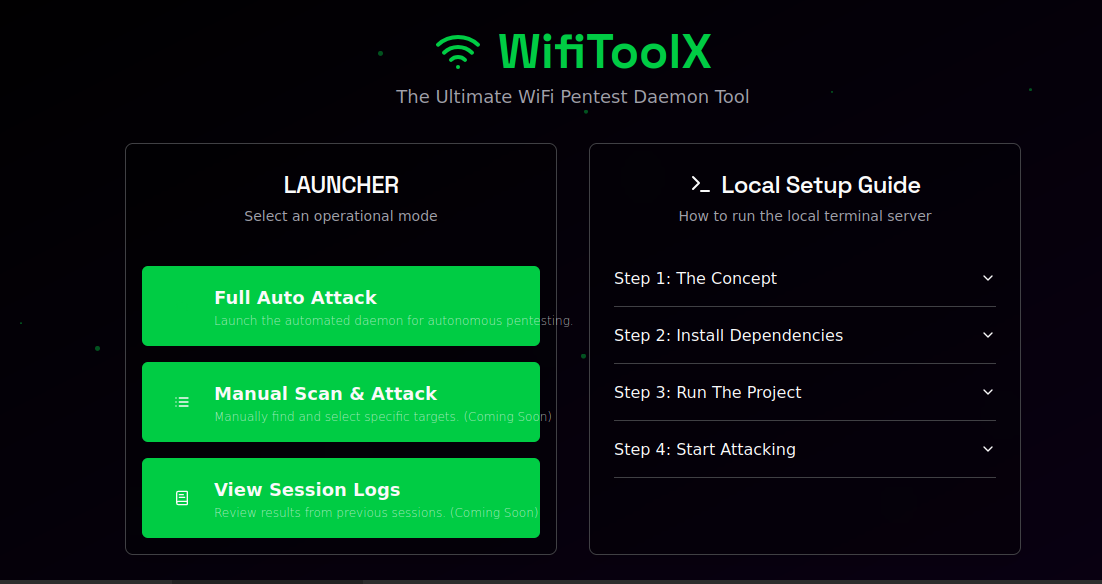 WifiToolX
The Ultimate WiFi Pentest Daemon Tool
LAUNCHER
Select an operational mode
Full Auto Attack
Launch the automated daemon for autonomous pentesting.
Manual Scan & Attack
Manually find and select specific targets. (Coming Soon)
View Session Logs
Review results from previous sessions. (Coming Soon)
Local Setup Guide
How to run the local terminal server
Step 1: The Concept
Step 2: Install Dependencies
Step 3: Run The Project
Step 4: Start Attacking